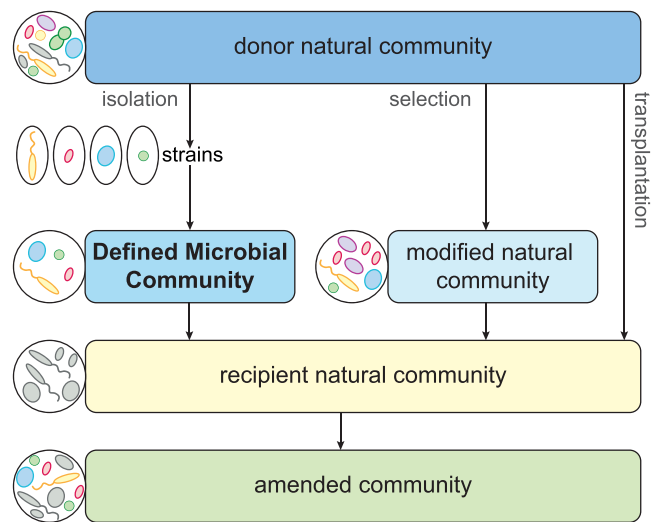 donor natural community
isolation
selection
transplantation
strains
Defined Microbial
Community
modified natural
community
recipient natural community
amended community